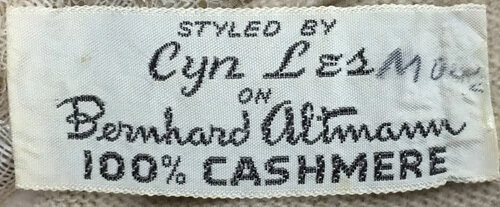 STYLED BY
Cyn Les
ON
Bernhard Altmann
100% CASHMERE